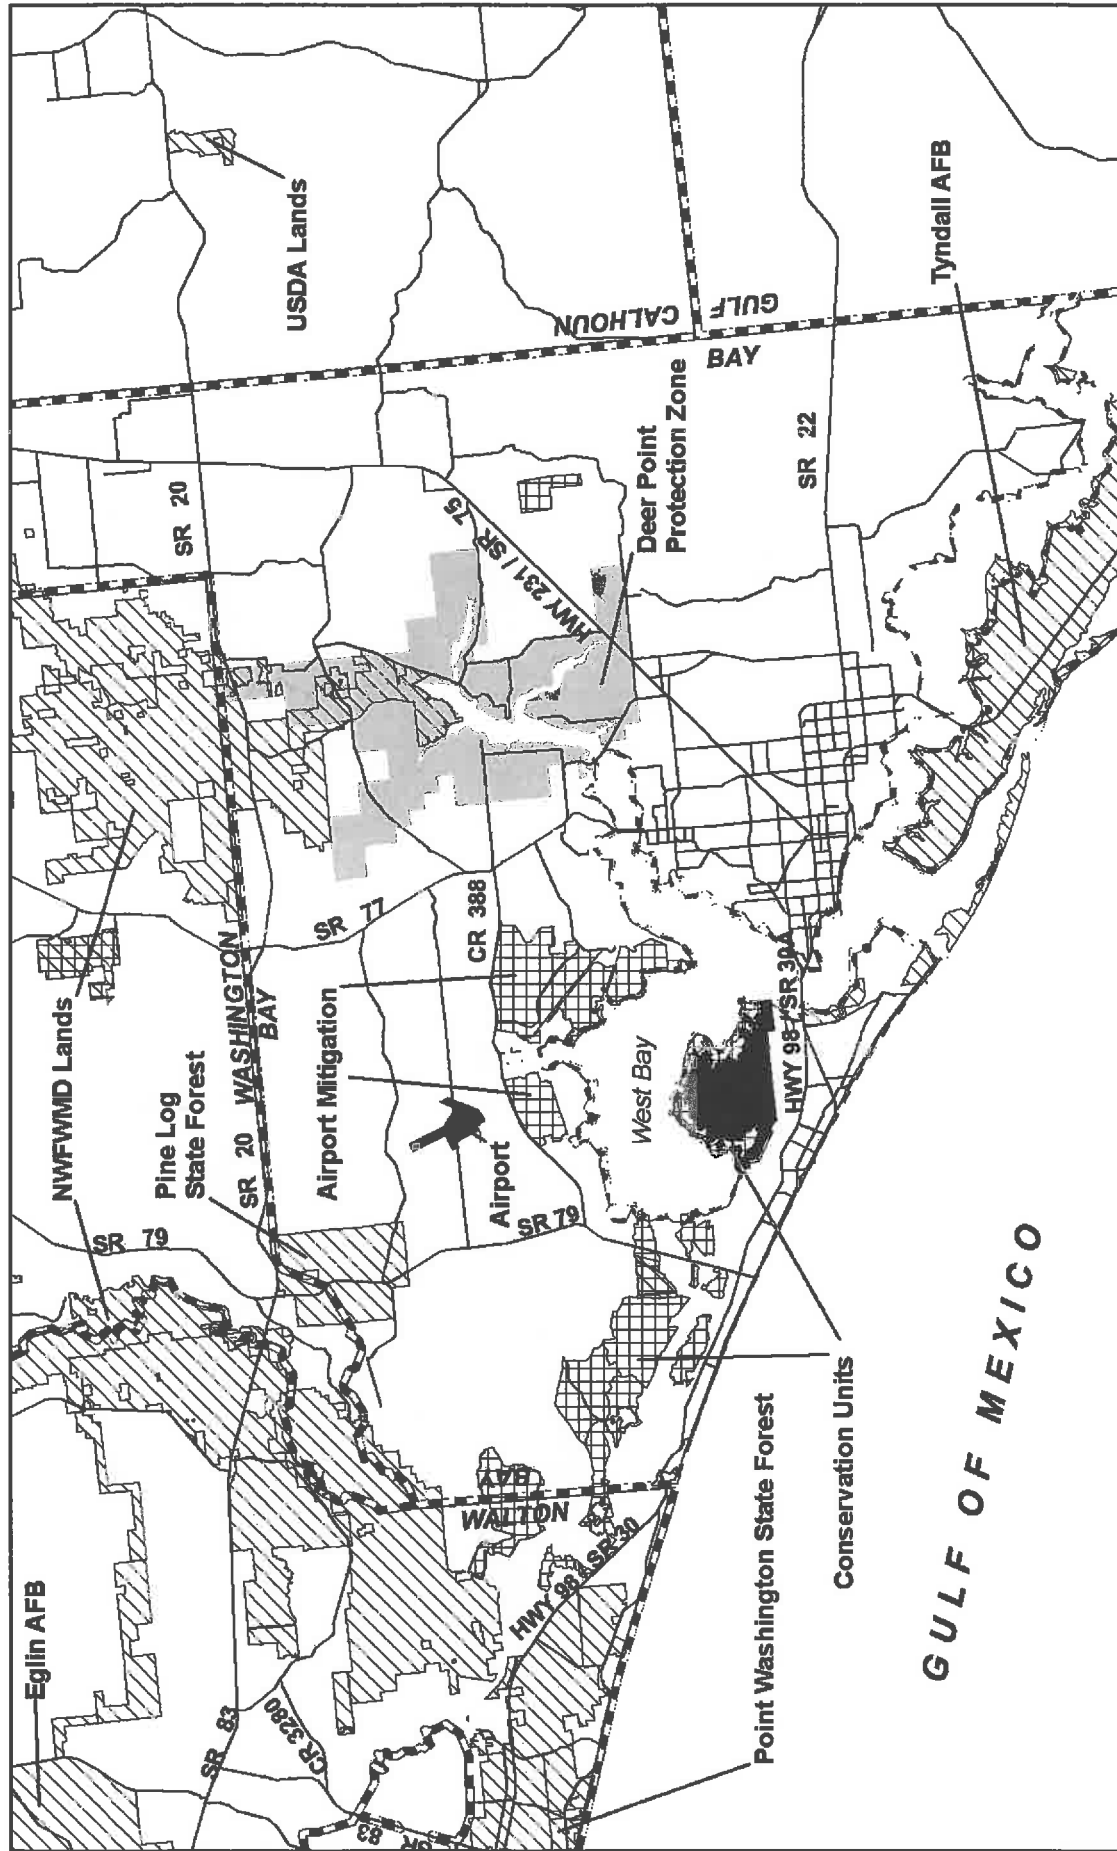 Eglin AFB
NWFWMD Lands
Pine Log
State Forest
Airport Mitigation
USDA Lands
SR 83
CR 3280
SR 83
SR 79
SR 20
WASHINGTON
BAY
SR 77
SR 20
CALHOUN
GULF
BAY
HWY 231 / SR 75
Deer Point
Protection Zone
SR 22
Tyndall AFB
CR 388
Airport
SR 79
West Bay
HWY 98 / SR 30A
WALTON
BAY
HWY 98 / SR 30
Point Washington State Forest
Conservation Units
GULF OF MEXICO